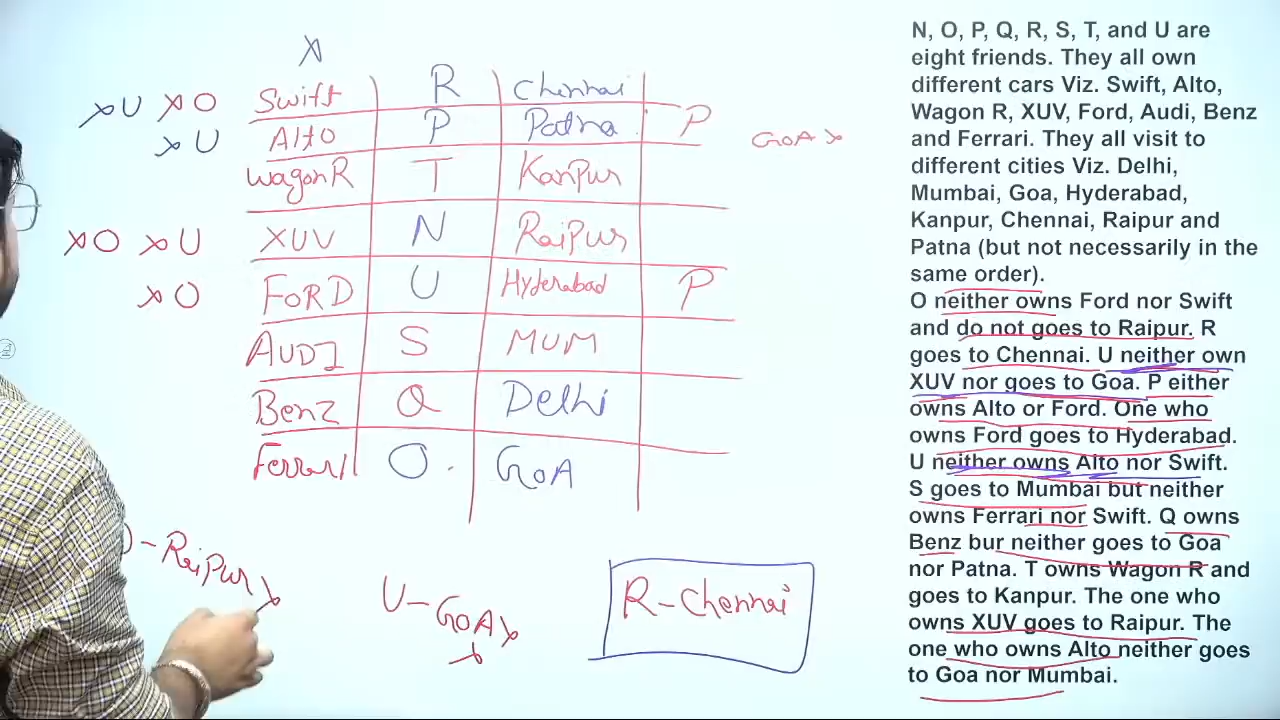 N, O, P, Q, R, S, T, and U are
eight friends. They all own
different cars Viz. Swift, Alto,
Wagon R, XUV, Ford, Audi, Benz
and Ferrari. They all visit to
different cities Viz. Delhi,
Mumbai, Goa, Hyderabad,
Kanpur, Chennai, Raipur and
Patna (but not necessarily in the
same order).
O neither owns Ford nor Swift
and do not goes to Raipur. R
goes to Chennai. U neither own
XUV nor goes to Goa. P either
owns Alto or Ford. One who
owns Ford goes to Hyderabad.
U neither owns Alto nor Swift.
S goes to Mumbai but neither
owns Ferrari nor Swift. Q owns
Benz bur neither goes to Goa
nor Patna. T owns Wagon R and
goes to Kanpur. The one who
owns XUV goes to Raipur. The
one who owns Alto neither goes
to Goa nor Mumbai.
xU xO Swift R Chennai
xU Alto P Patna P GOA x
WagonR T Kanpur
xO xU XUV N Raipur
xO FORD U Hyderabad P
AUDI S MUM
Benz Q Delhi
Ferrari O. GOA
- Raipur x
U - GOA x
R - Chennai